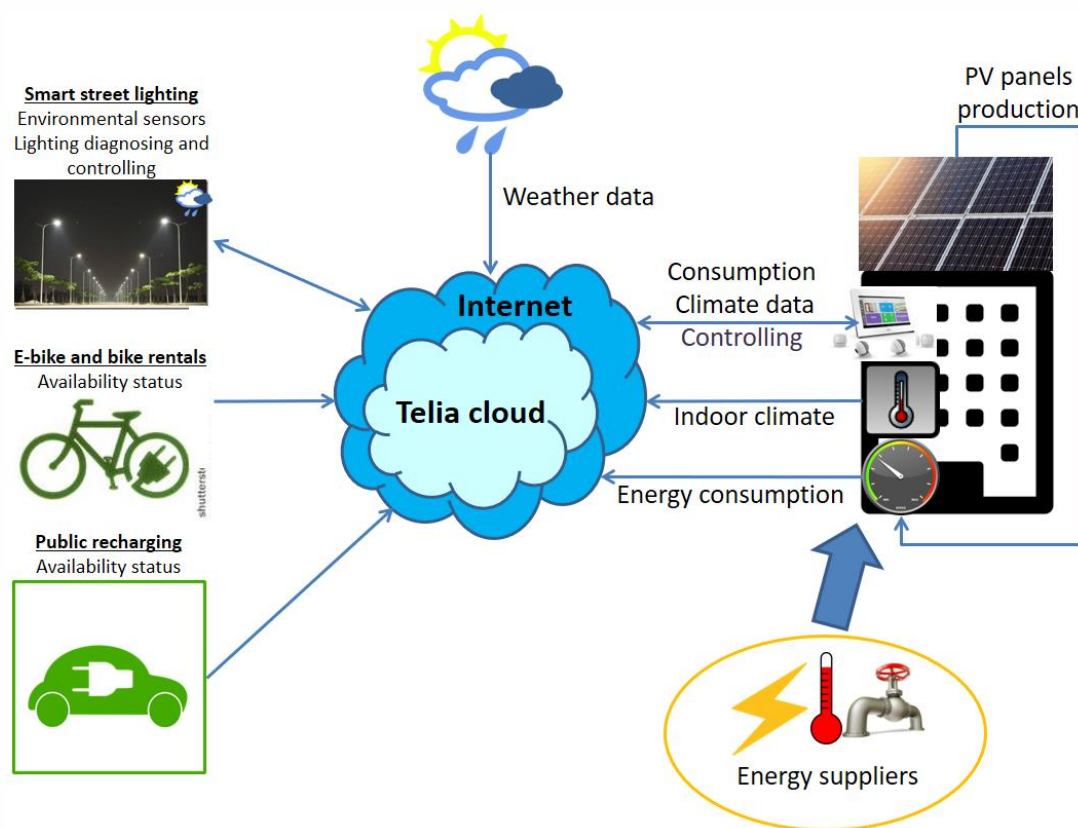 Smart street lighting
Environmental sensors
Lighting diagnosing and
controlling
E-bike and bike rentals
Availability status
Public recharging
Availability status
Weather data
Internet
Telia cloud
PV panels
production
Consumption
Climate data
Controlling
Indoor climate
Energy consumption
Energy suppliers